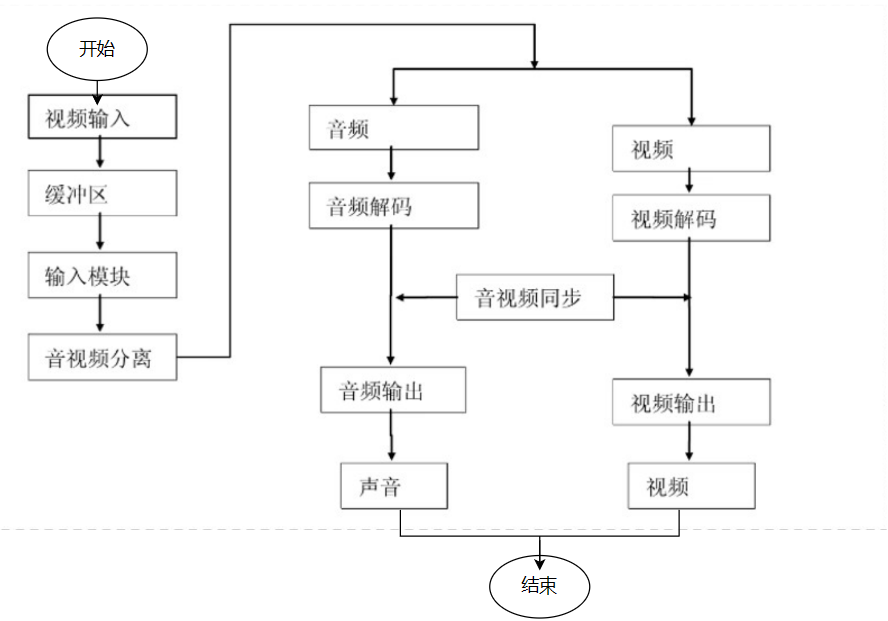 开始
视频输入
缓冲区
输入模块
音视频分离
音频
音频解码
视频
视频解码
音视频同步
音频输出
声音
视频输出
视频
结束